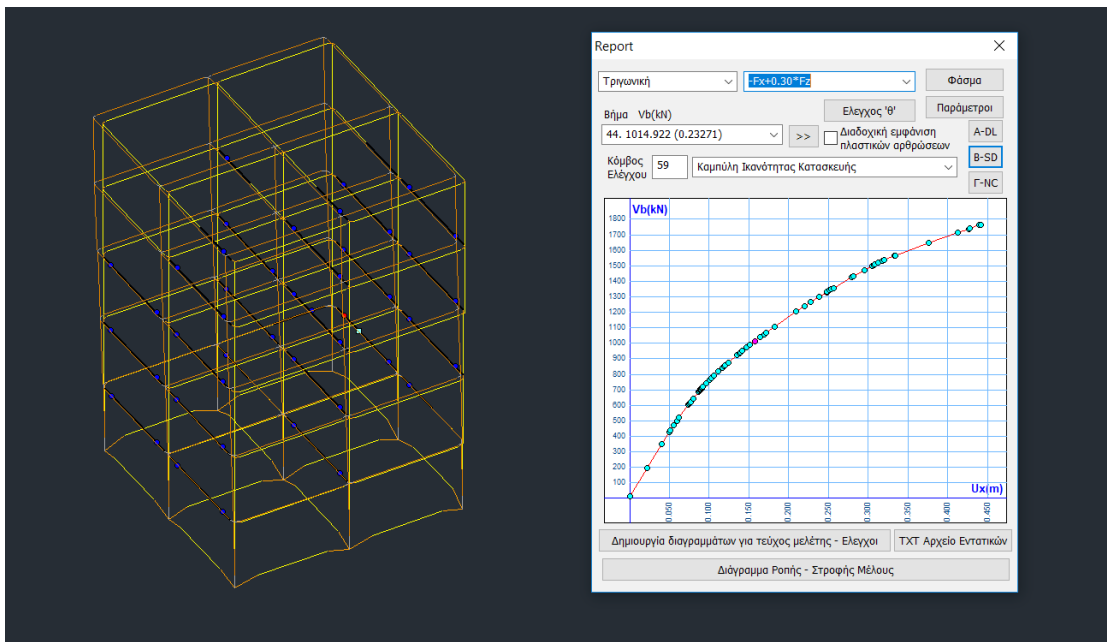 Report
Τριγωνική
-Fx+0.30*Fz
Φάσμα
Βήμα Vb(kN)
Ελεγχος 'θ'
Παράμετροι
44. 1014.922 (0.23271)
>>
Διαδοχική εμφάνιση
πλαστικών αρθρώσεων
A-DL
Κόμβος
Ελέγχου
59
Καμπύλη Ικανότητας Κατασκευής
B-SD
Γ-NC
Vb(kN)
1800
1700
1600
1500
1400
1300
1200
1100
1000
900
800
700
600
500
400
300
200
100
Ux(m)
0.050
0.100
0.150
0.200
0.250
0.300
0.350
0.400
0.450
Δημιουργία διαγραμμάτων για τεύχος μελέτης - Ελεγχοι
TXT Αρχείο Εντατικών
Διάγραμμα Ροπής - Στροφής Μέλους